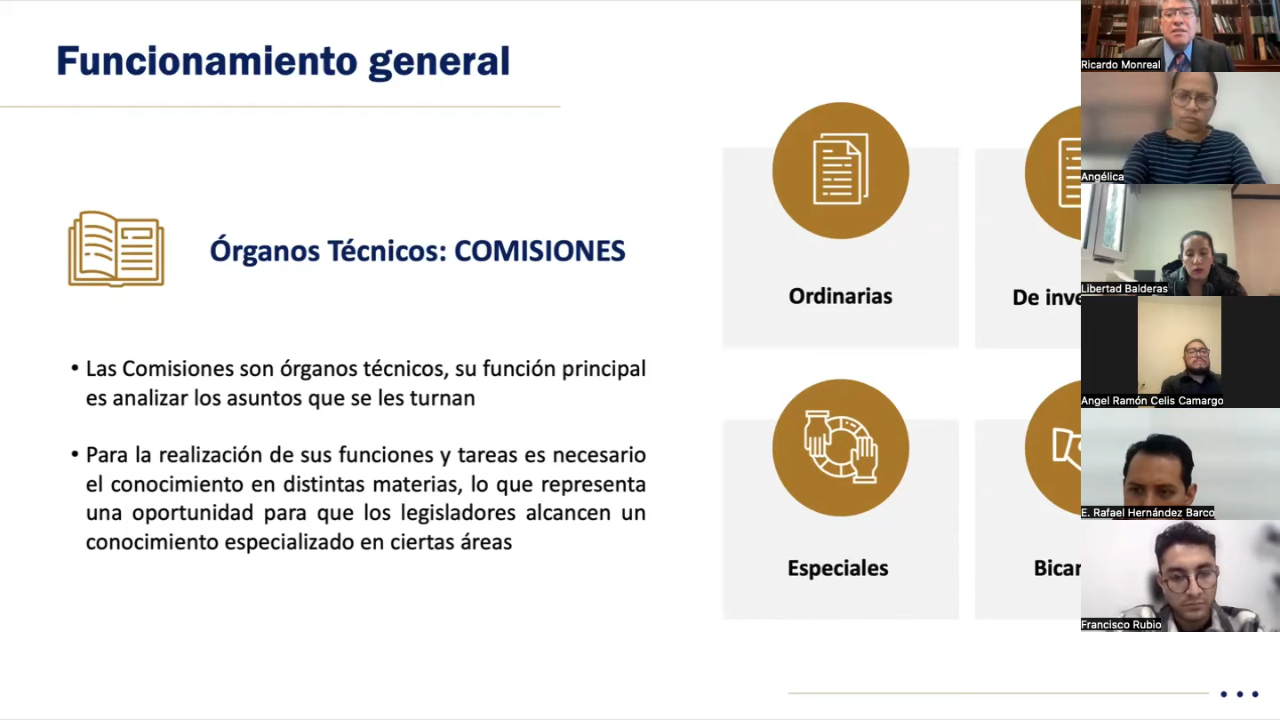 Funcionamiento general
Órganos Técnicos: COMISIONES
• Las Comisiones son órganos técnicos, su función principal
es analizar los asuntos que se les turnan
• Para la realización de sus funciones y tareas es necesario
el conocimiento en distintas materias, lo que representa
una oportunidad para que los legisladores alcancen un
conocimiento especializado en ciertas áreas
Ordinarias
De inve
Especiales
Bicar
Ricardo Monreal
Angélica
Libertad Balderas
Angel Ramón Celis Camargo
E. Rafael Hernández Barco
Francisco Rubio